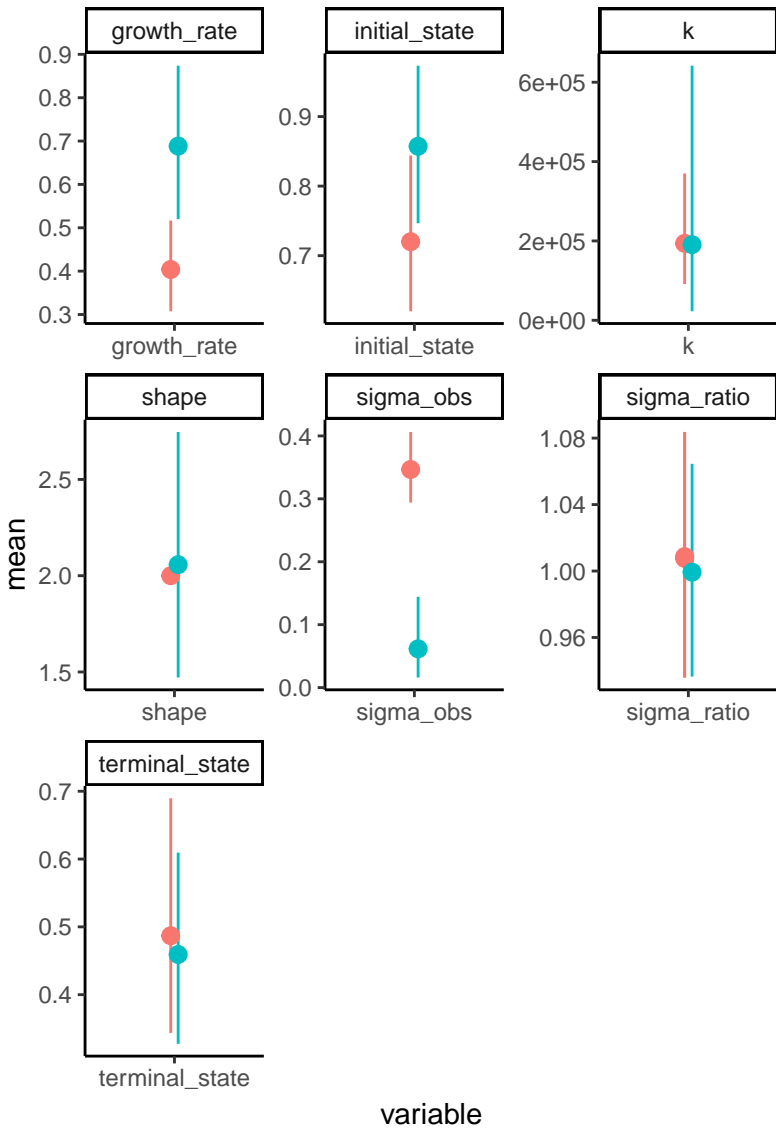 growth_rate
initial_state
k
0.9
0.8
0.7
0.6
0.5
0.4
0.3
growth_rate
0.9
0.8
0.7
initial_state
6e+05
4e+05
2e+05
0e+00
k
shape
sigma_obs
sigma_ratio
2.5
2.0
1.5
shape
0.4
0.3
0.2
0.1
0.0
sigma_obs
1.08
1.04
1.00
0.96
sigma_ratio
mean
terminal_state
0.7
0.6
0.5
0.4
terminal_state
variable